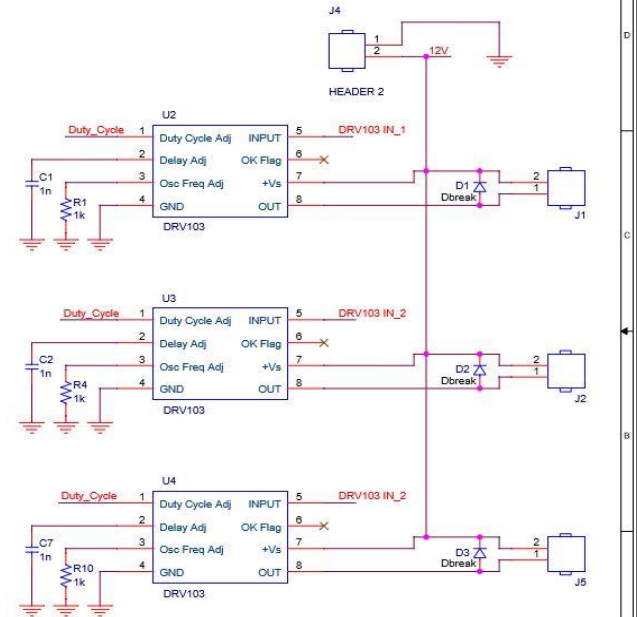 J4
D
1
2
12V
HEADER 2
U2
Duty_Cycle 1 Duty Cycle Adj INPUT 5 DRV103 IN_1
2 Delay Adj OK Flag 6
C1
1n
3 Osc Freq Adj +Vs 7
R1
1k
4 GND OUT 8
DRV103
D1
Dbreak
2
1
J1
C
U3
Duty_Cycle 1 Duty Cycle Adj INPUT 5 DRV103 IN_2
2 Delay Adj OK Flag 6
C2
1n
3 Osc Freq Adj +Vs 7
R4
1k
4 GND OUT 8
DRV103
D2
Dbreak
2
1
J2
B
U4
Duty_Cycle 1 Duty Cycle Adj INPUT 5 DRV103 IN_2
2 Delay Adj OK Flag 6
C7
1n
3 Osc Freq Adj +Vs 7
R10
1k
4 GND OUT 8
DRV103
D3
Dbreak
2
1
J5